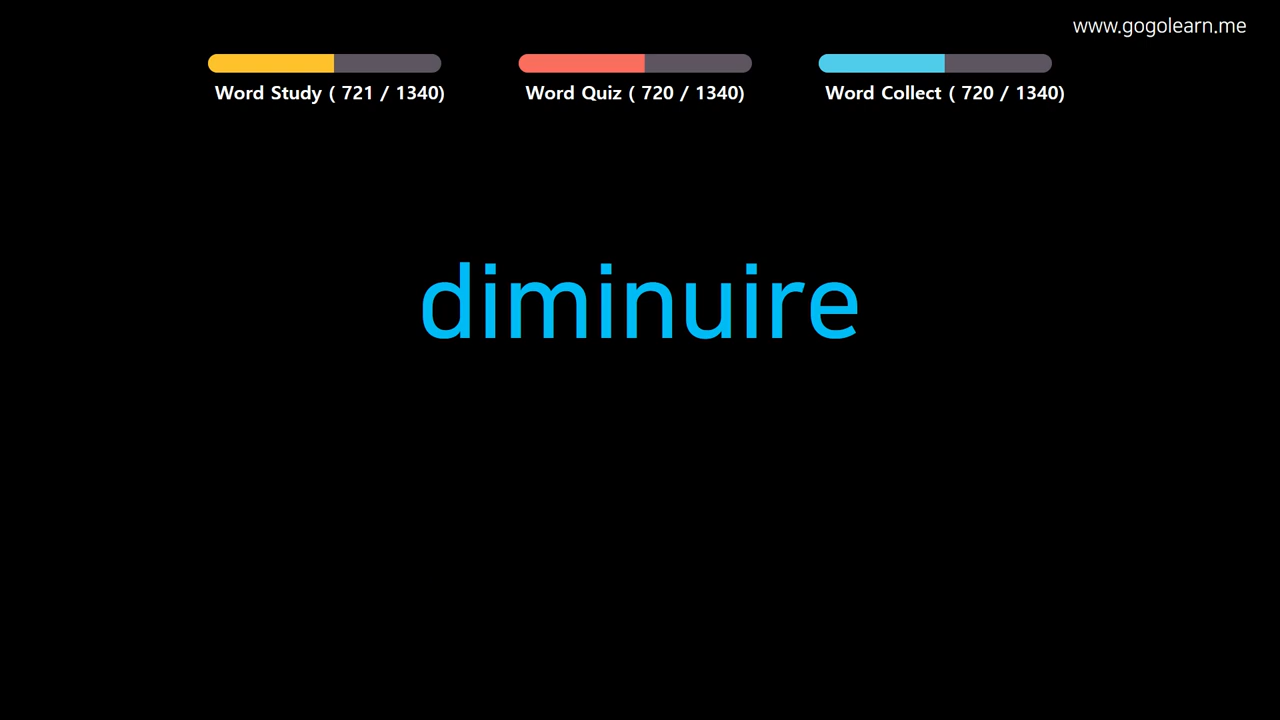 www.gogolearn.me
Word Study ( 721 / 1340)
Word Quiz ( 720 / 1340)
Word Collect ( 720 / 1340)
diminuire